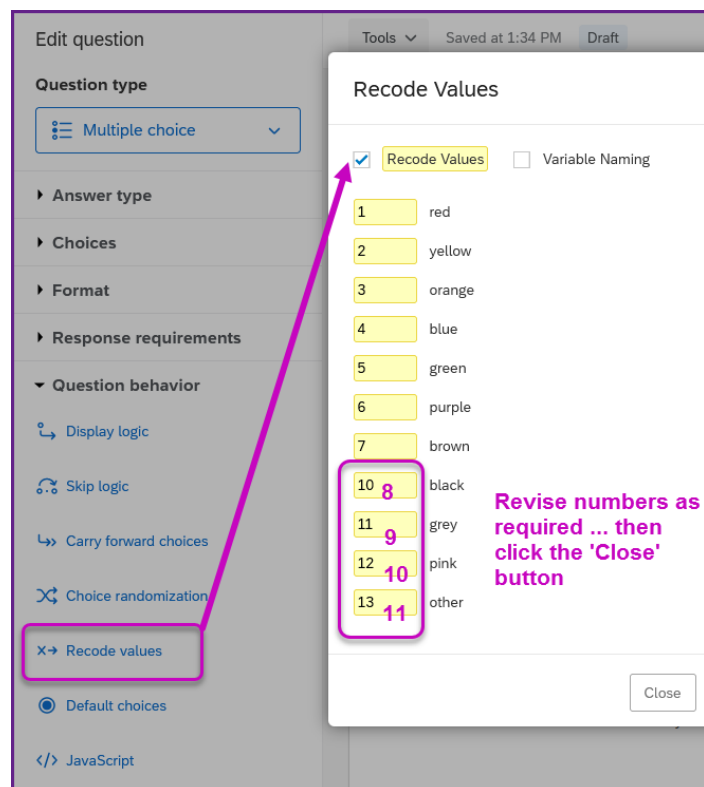 Edit question
Question type
Multiple choice
Answer type
Choices
Format
Response requirements
Question behavior
Display logic
Skip logic
Carry forward choices
Choice randomization
Recode values
Default choices
JavaScript
Tools Saved at 1:34 PM Draft
Recode Values
Recode Values Variable Naming
1 red
2 yellow
3 orange
4 blue
5 green
6 purple
7 brown
10 8 black
11 9 grey
12 10 pink
13 11 other
Revise numbers as
required ... then
click the 'Close'
button
Close